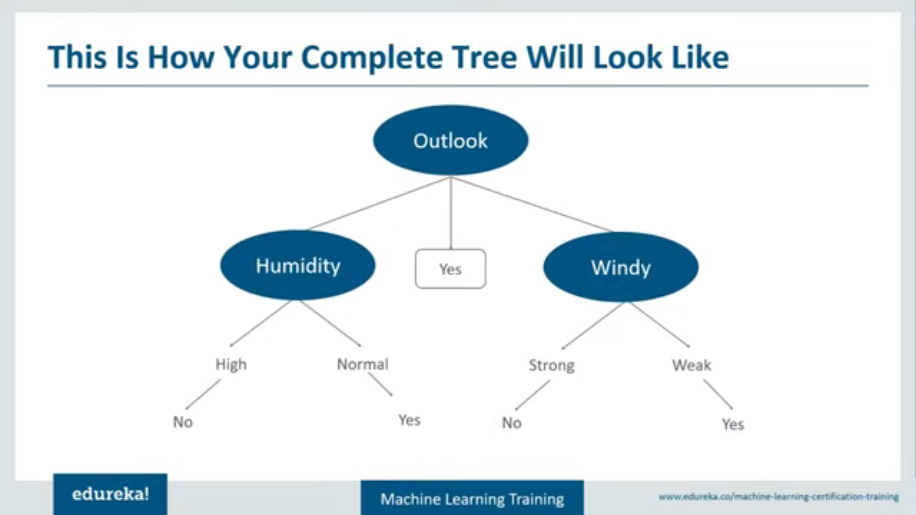 This Is How Your Complete Tree Will Look Like
Outlook
Humidity
Yes
Windy
High
Normal
Strong
Weak
No
Yes
No
Yes
edureka!
Machine Learning Training
www.edureka.co/machine-learning-certification-training